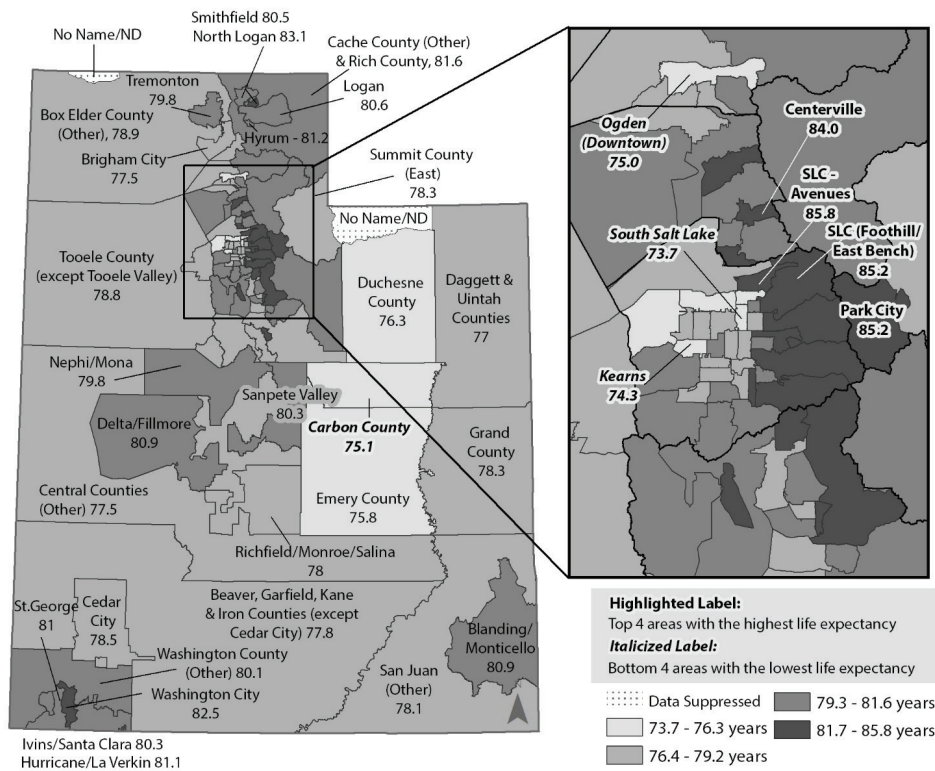 Smithfield 80.5
North Logan 83.1
No Name/ND
Cache County (Other)
& Rich County, 81.6
Tremonton
79.8
Logan
80.6
Box Elder County
(Other), 78.9
Hyrum - 81.2
Brigham City
77.5
Summit County
(East)
78.3
No Name/ND
Tooele County
(except Tooele Valley)
78.8
Duchesne
County
76.3
Daggett &
Uintah
Counties
77
Nephi/Mona
79.8
Sanpete Valley
80.3
Delta/Fillmore
80.9
Carbon County
75.1
Grand
County
78.3
Central Counties
(Other) 77.5
Emery County
75.8
Richfield/Monroe/Salina
78
St.George
81
Cedar
City
78.5
Beaver, Garfield, Kane
& Iron Counties (except
Cedar City) 77.8
Blanding/
Monticello
80.9
Washington County
(Other) 80.1
Washington City
82.5
San Juan
(Other)
78.1
Ivins/Santa Clara 80.3
Hurricane/La Verkin 81.1
Ogden
(Downtown)
75.0
Centerville
84.0
SLC -
Avenues
85.8
South Salt Lake
73.7
SLC (Foothill/
East Bench)
85.2
Park City
85.2
Kearns
74.3
Highlighted Label:
Top 4 areas with the highest life expectancy
Italicized Label:
Bottom 4 areas with the lowest life expectancy
Data Suppressed
73.7 - 76.3 years
76.4 - 79.2 years
79.3 - 81.6 years
81.7 - 85.8 years